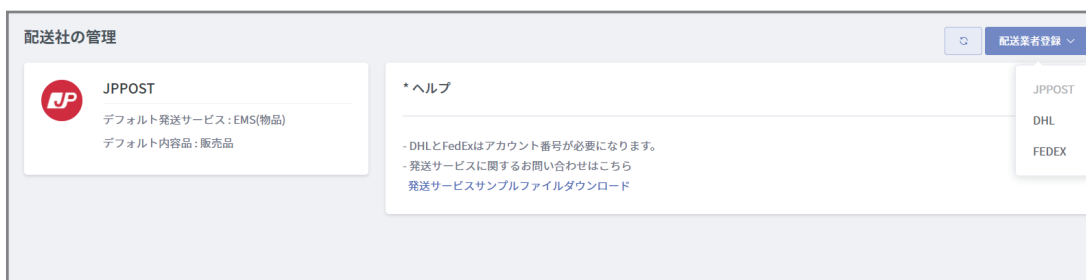 配送社の管理
配送業者登録
JP
JPPOST
デフォルト発送サービス : EMS(物品)
デフォルト内容品 : 販売品
* ヘルプ
- DHLとFedExはアカウント番号が必要になります。
- 発送サービスに関するお問い合わせはこちら
発送サービスサンプルファイルダウンロード
JPPOST
DHL
FEDEX